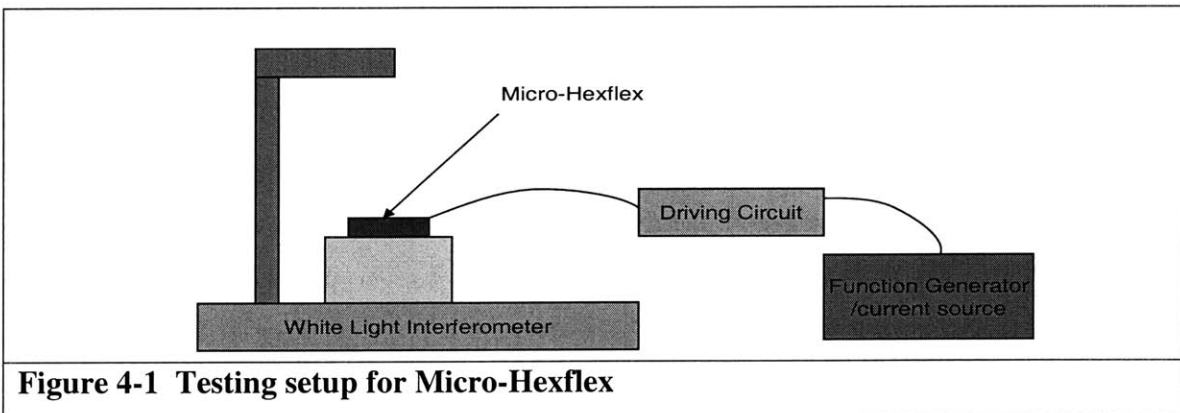 Micro-Hexflex
Driving Circuit
Function Generator
/current source
White Light Interferometer
Figure 4-1 Testing setup for Micro-Hexflex